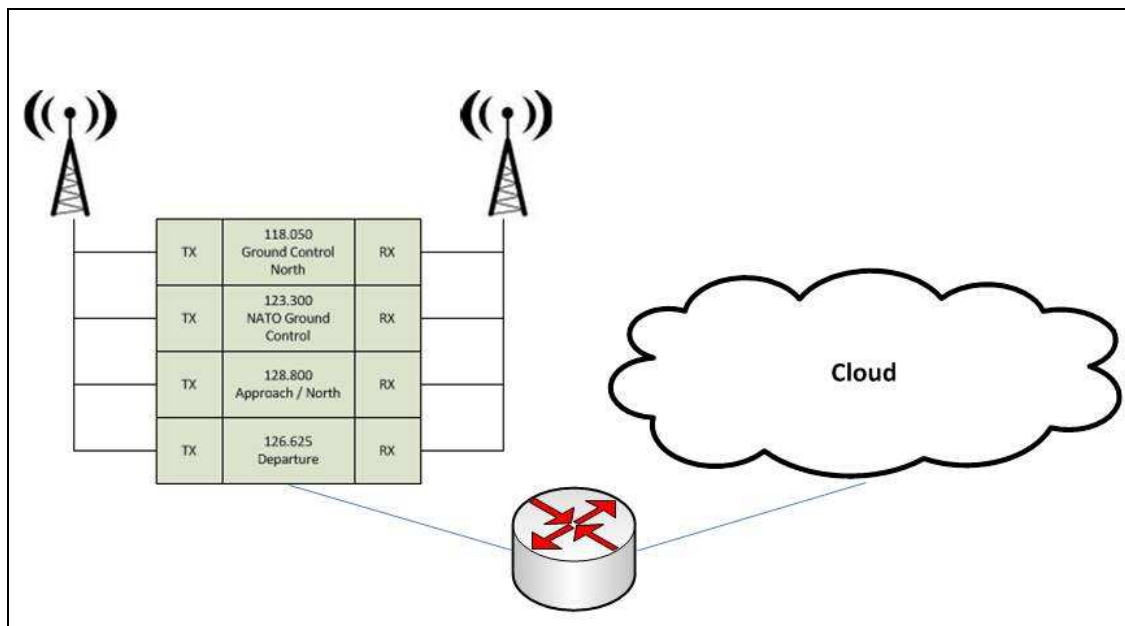 TX
118.050
Ground Control
North
RX
TX
123.300
NATO Ground
Control
RX
TX
128.800
Approach / North
RX
TX
126.625
Departure
RX
Cloud